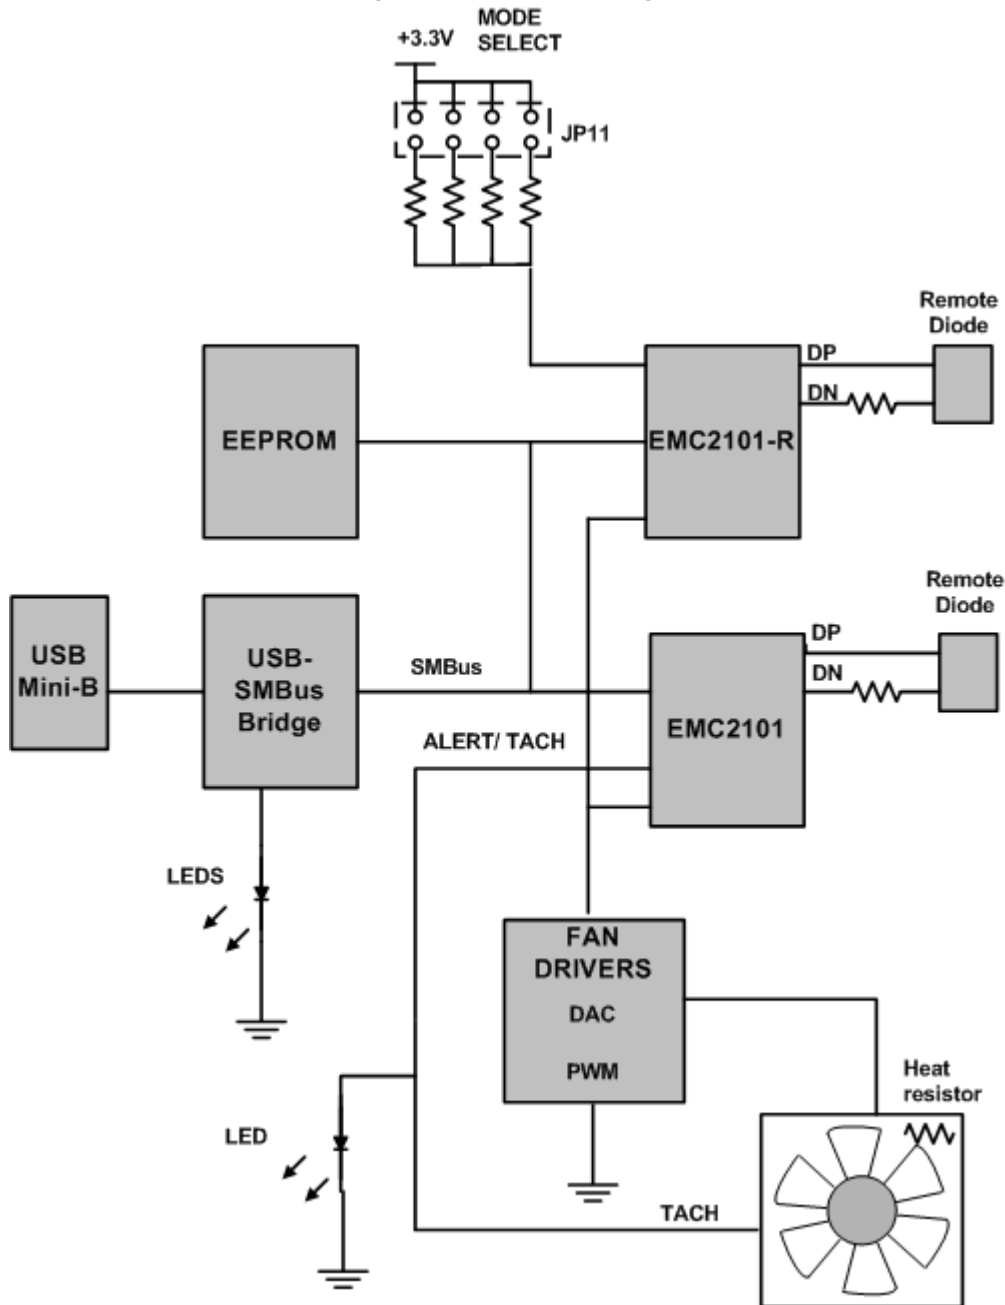 MODE
SELECT
+3.3V
JP11
Remote
Diode
DP
DN
EEPROM
EMC2101-R
Remote
Diode
DP
DN
USB
Mini-B
USB-
SMBus
Bridge
SMBus
EMC2101
ALERT/ TACH
LEDS
FAN
DRIVERS
DAC
PWM
Heat
resistor
LED
TACH